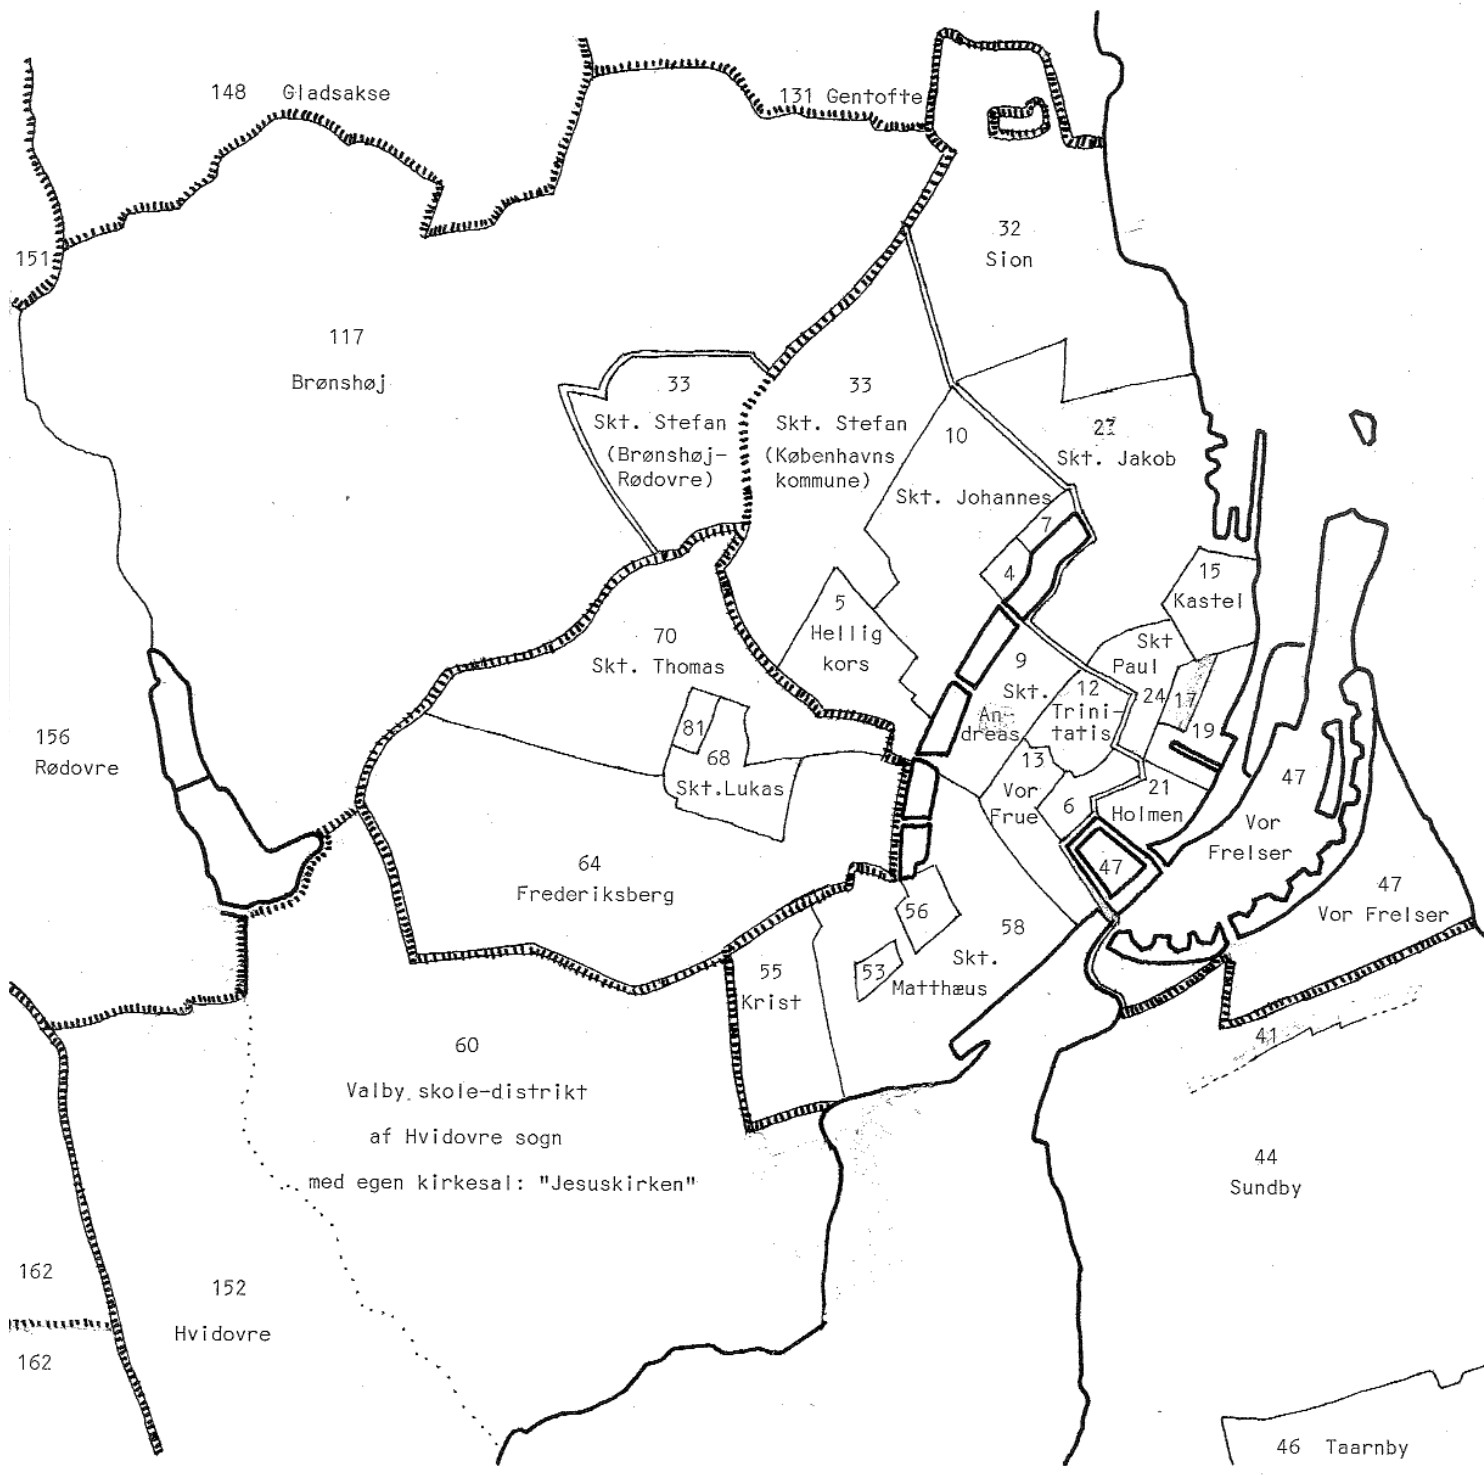 148 Gladsakse
131 Gentofte
151
32
Sion
117
Brønshøj
33
Skt. Stefan
(Brønshøj-
Rødovre)
33
Skt. Stefan
(Københavns
kommune)
10
Skt. Johannes
27
Skt. Jakob
7
4
15
Kastel
5
Hellig
kors
70
Skt. Thomas
9
Skt.
An-
dreas
12
Trini-
tatis
Skt
Paul
24
17
19
81
68
Skt.Lukas
13
Vor
Frue
6
21
Holmen
47
Vor
Frelser
47
47
Vor Frelser
156
Rødovre
64
Frederiksberg
56
58
Skt.
Matthæus
53
55
Krist
60
Valby skole-distrikt
af Hvidovre sogn
med egen kirkesal: "Jesuskirken"
41
44
Sundby
162
162
152
Hvidovre
46 Taarnby